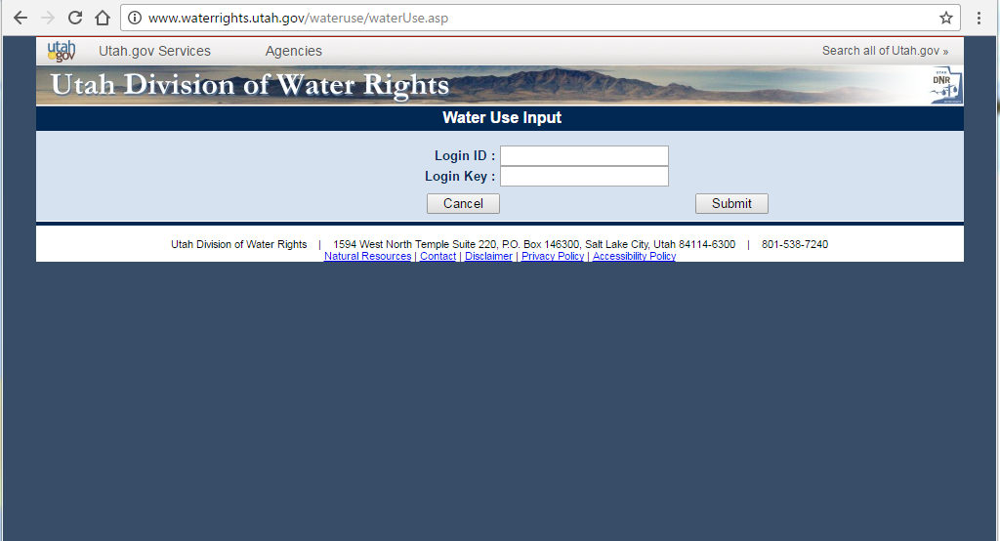 www.waterrights.utah.gov/wateruse/waterUse.asp
utah.gov Utah.gov Services Agencies Search all of Utah.gov »
Utah Division of Water Rights UTAH DNR
Water Use Input
Login ID :
Login Key :
Cancel Submit
Utah Division of Water Rights | 1594 West North Temple Suite 220, P.O. Box 146300, Salt Lake City, Utah 84114-6300 | 801-538-7240
Natural Resources | Contact | Disclaimer | Privacy Policy | Accessibility Policy